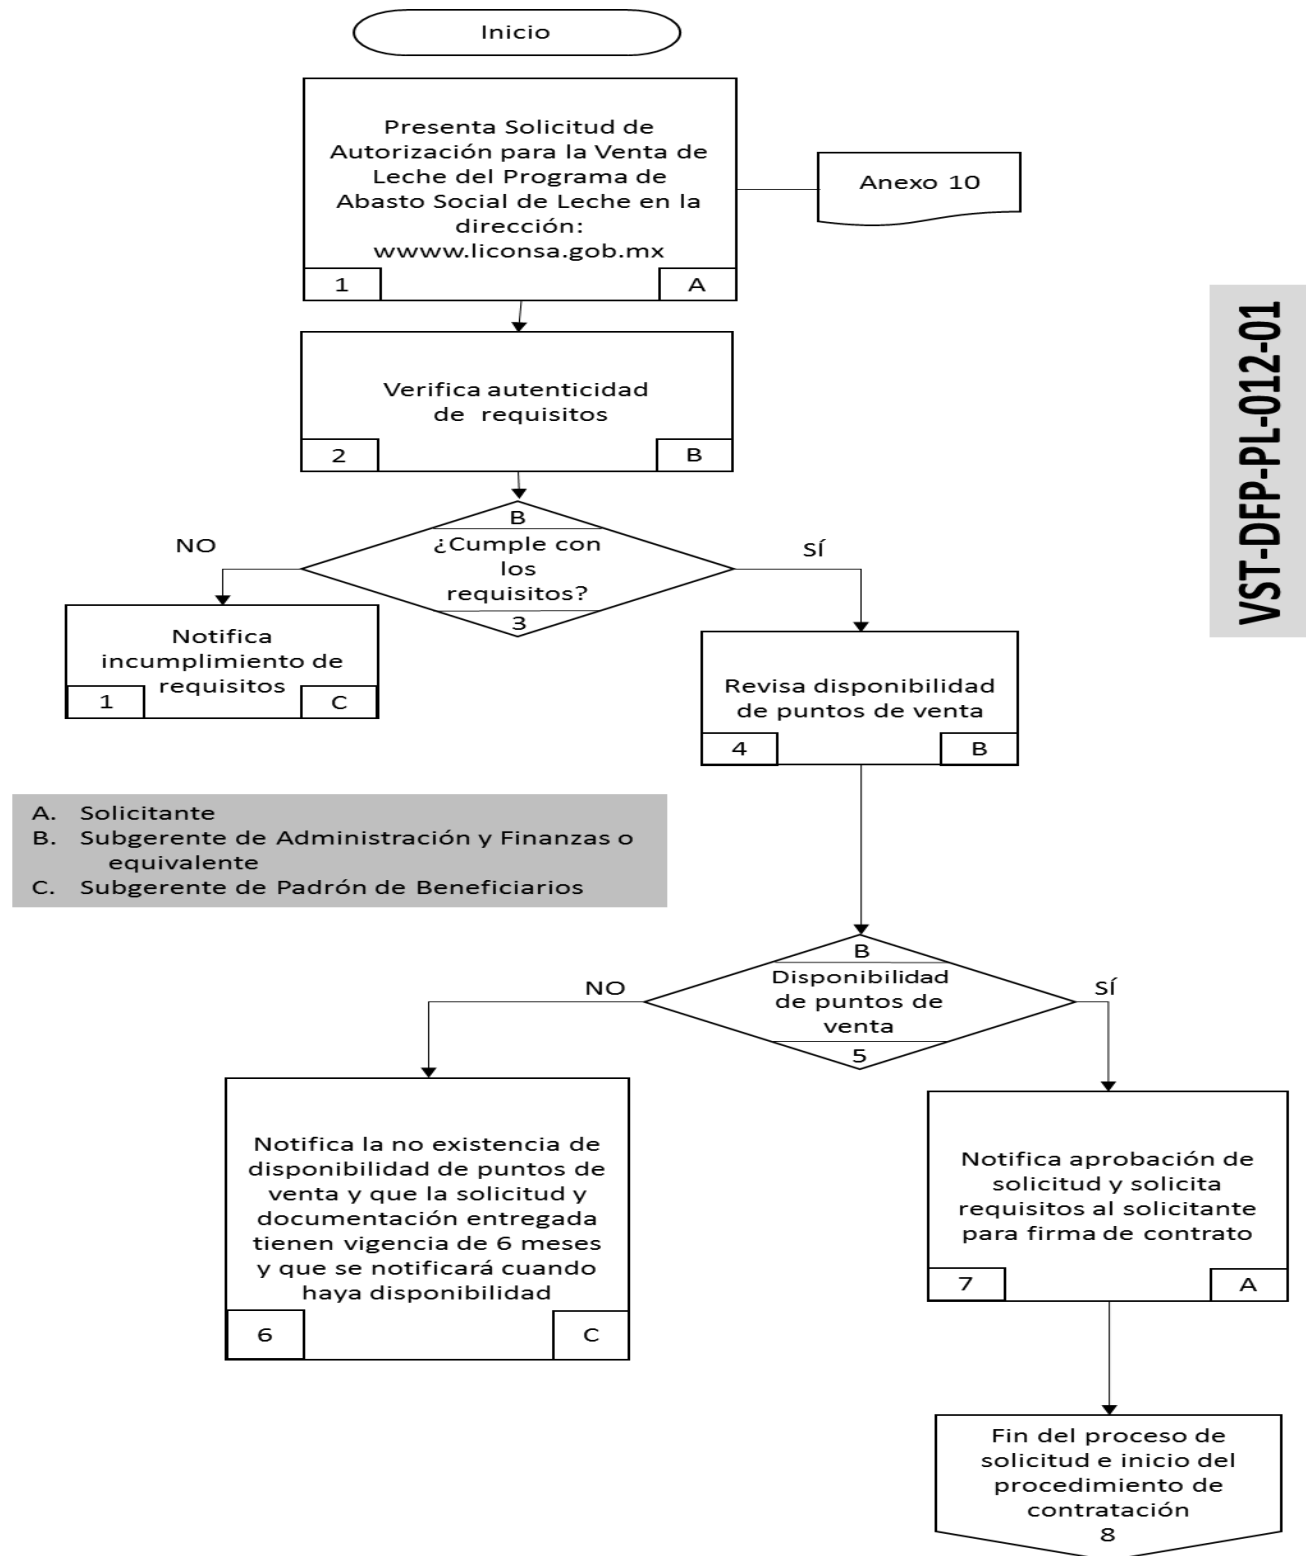 Inicio
Presenta Solicitud de
Autorización para la Venta de
Leche del Programa de
Abasto Social de Leche en la
dirección:
wwww.liconsa.gob.mx
1
A
Anexo 10
Verifica autenticidad
de requisitos
2
B
B
¿Cumple con
los
requisitos?
3
NO
SÍ
Notifica
incumplimiento de
requisitos
1
C
Revisa disponibilidad
de puntos de venta
4
B
VST-DFP-PL-012-01
A. Solicitante
B. Subgerente de Administración y Finanzas o
equivalente
C. Subgerente de Padrón de Beneficiarios
B
Disponibilidad
de puntos de
venta
5
NO
SÍ
Notifica la no existencia de
disponibilidad de puntos de
venta y que la solicitud y
documentación entregada
tienen vigencia de 6 meses
y que se notificará cuando
haya disponibilidad
6
C
Notifica aprobación de
solicitud y solicita
requisitos al solicitante
para firma de contrato
7
A
Fin del proceso de
solicitud e inicio del
procedimiento de
contratación
8